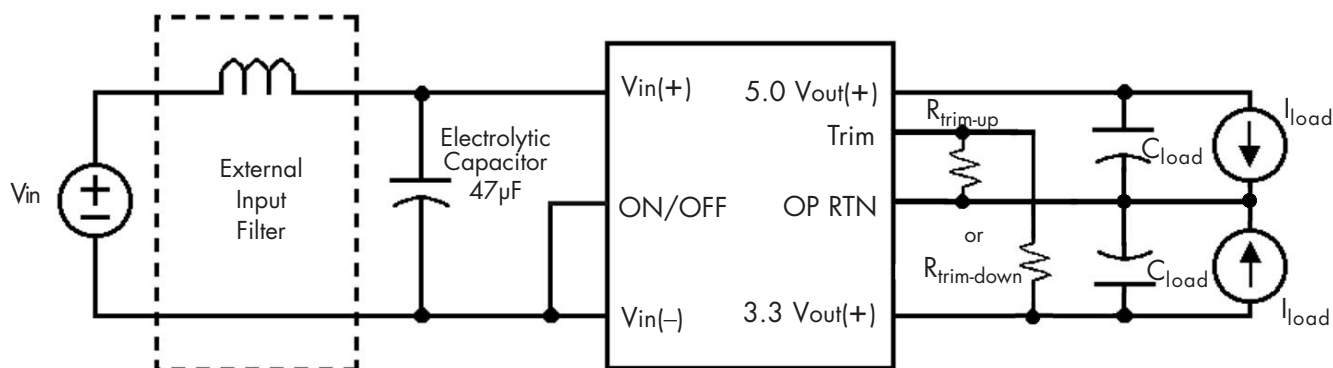 Vin
External
Input
Filter
Electrolytic
Capacitor
47µF
Vin(+)
ON/OFF
Vin(–)
5.0 Vout(+)
Trim
OP RTN
3.3 Vout(+)
Rtrim-up
or
Rtrim-down
Cload
Iload
Cload
Iload